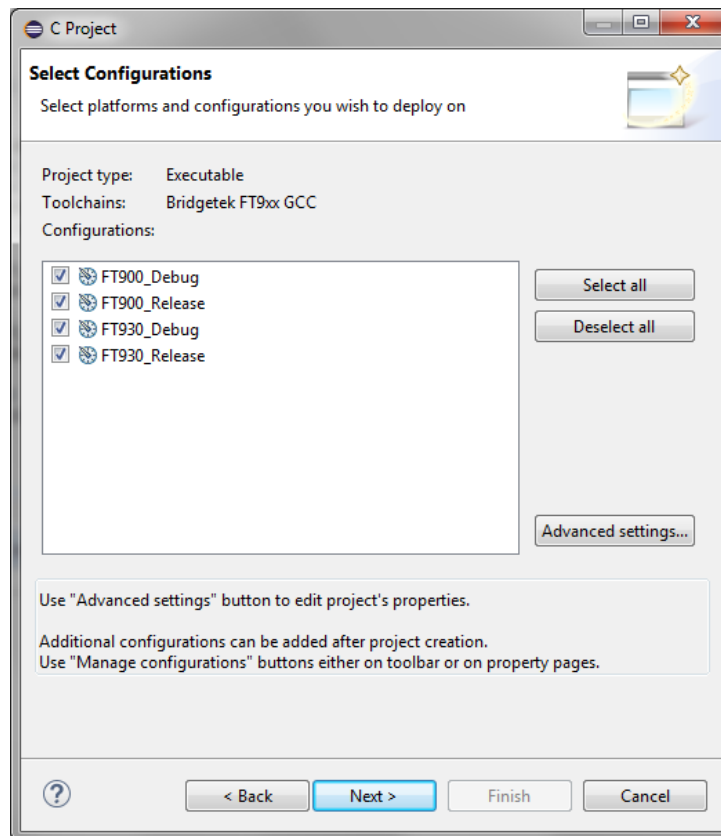 C Project
Select Configurations
Select platforms and configurations you wish to deploy on
Project type: Executable
Toolchains: Bridgetek FT9xx GCC
Configurations:
FT900_Debug
FT900_Release
FT930_Debug
FT930_Release
Select all
Deselect all
Advanced settings...
Use "Advanced settings" button to edit project's properties.
Additional configurations can be added after project creation.
Use "Manage configurations" buttons either on toolbar or on property pages.
? < Back Next > Finish Cancel